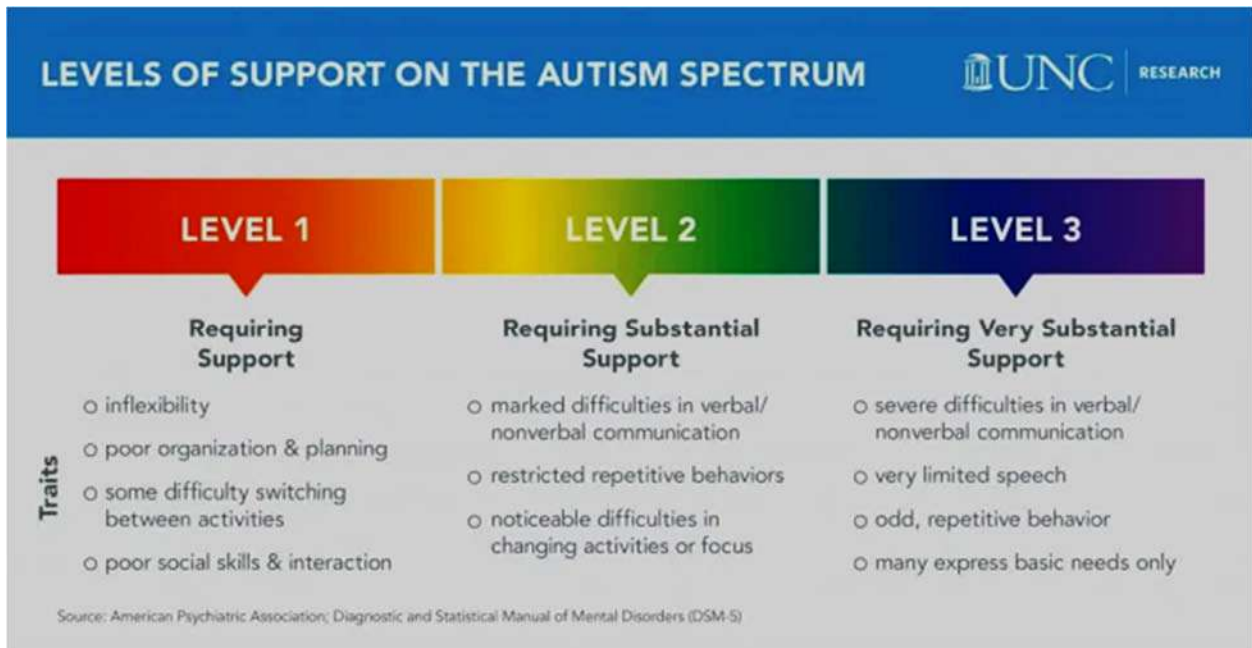 LEVELS OF SUPPORT ON THE AUTISM SPECTRUM
UNC RESEARCH
LEVEL 1
Requiring
Support
Traits
o inflexibility
o poor organization & planning
o some difficulty switching
between activities
o poor social skills & interaction
LEVEL 2
Requiring Substantial
Support
o marked difficulties in verbal/
nonverbal communication
o restricted repetitive behaviors
o noticeable difficulties in
changing activities or focus
LEVEL 3
Requiring Very Substantial
Support
o severe difficulties in verbal/
nonverbal communication
o very limited speech
o odd, repetitive behavior
o many express basic needs only
Source: American Psychiatric Association; Diagnostic and Statistical Manual of Mental Disorders (DSM-5)